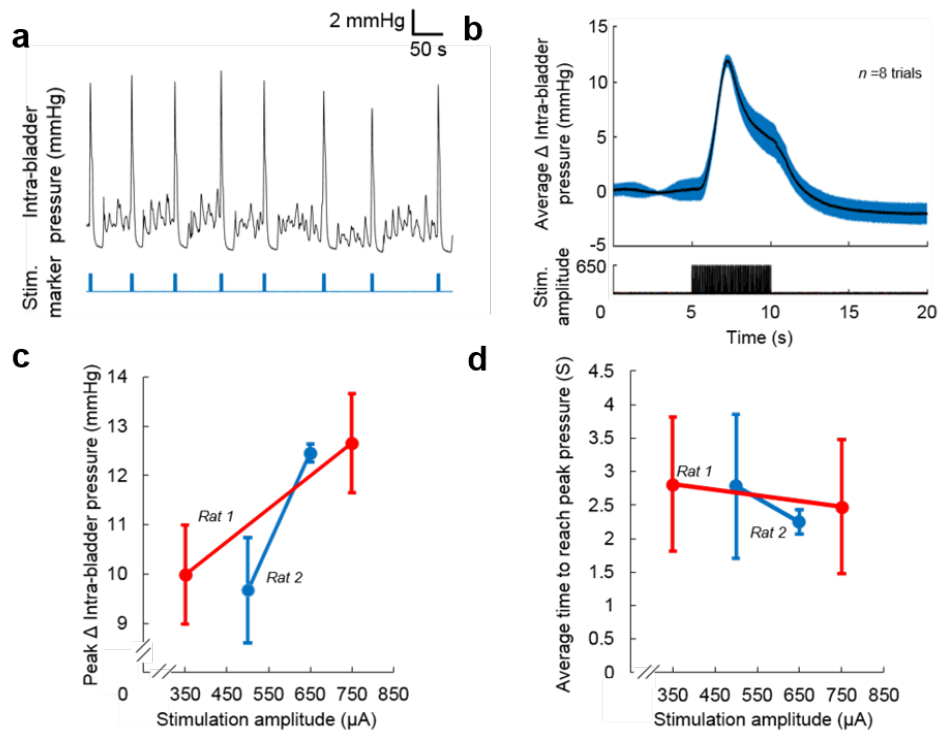 a
2 mmHg
50 s
Intra-bladder
pressure (mmHg)
Stim.
marker
b
Average Δ Intra-bladder
pressure (mmHg)
15
10
5
0
-5
n =8 trials
Stim.
amplitude
650
0
5
10
15
20
Time (s)
c
Peak Δ Intra-bladder pressure (mmHg)
14
13
12
11
10
9
0
Rat 1
Rat 2
350 450 550 650 750 850
Stimulation amplitude (µA)
d
Average time to reach peak pressure (S)
4.5
4
3.5
3
2.5
2
1.5
1
0.5
0
Rat 1
Rat 2
350 450 550 650 750 850
Stimulation amplitude (µA)